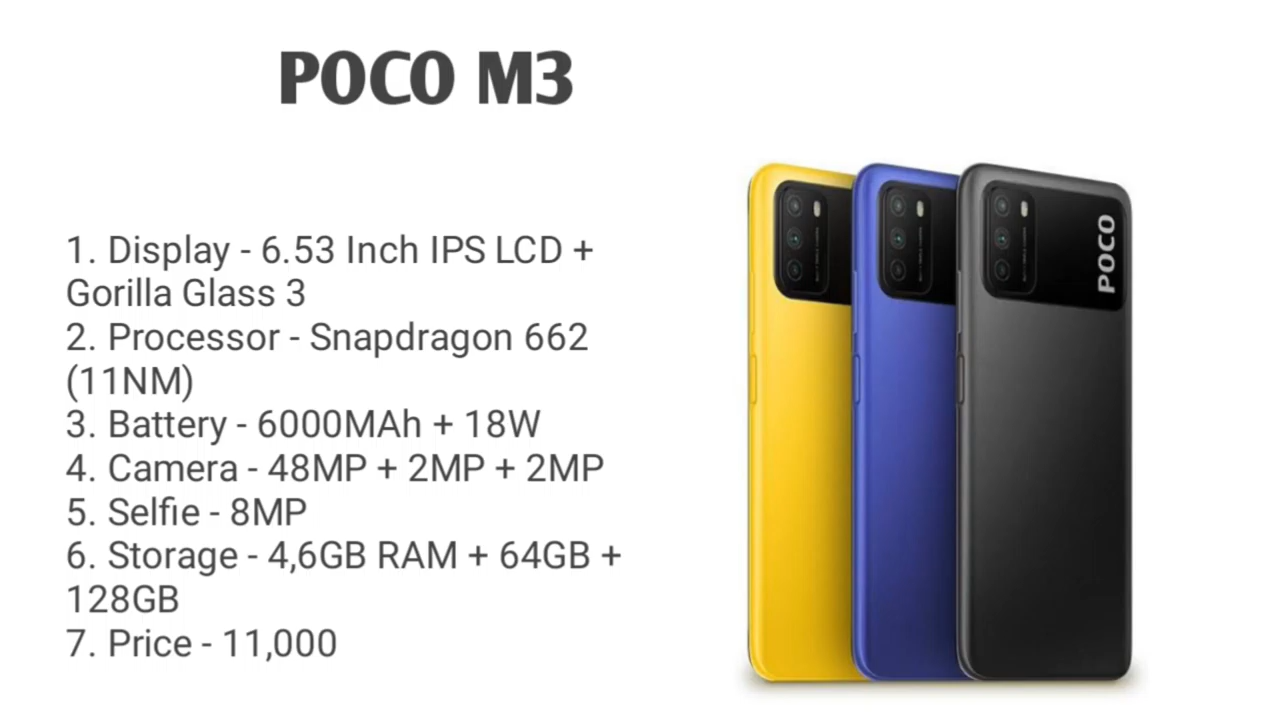 POCO M3
1. Display - 6.53 Inch IPS LCD +
Gorilla Glass 3
2. Processor - Snapdragon 662
(11NM)
3. Battery - 6000MAh + 18W
4. Camera - 48MP + 2MP + 2MP
5. Selfie - 8MP
6. Storage - 4,6GB RAM + 64GB +
128GB
7. Price - 11,000
POCO